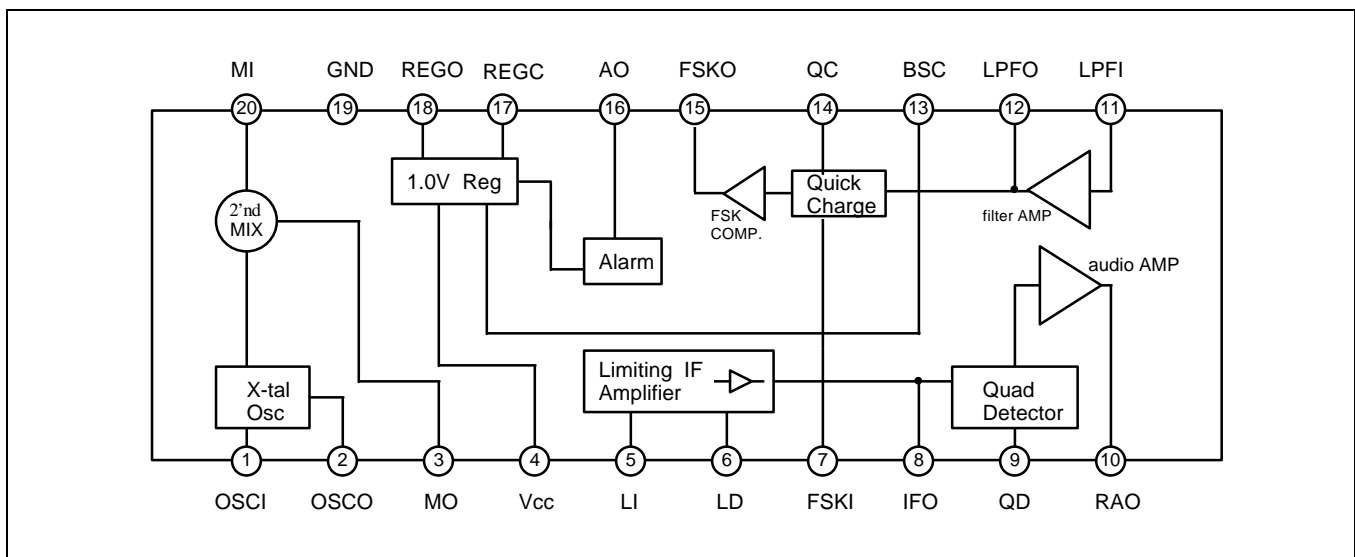 MI GND REGO REGC AO FSKO QC BSC LPFO LPFI
20 19 18 17 16 15 14 13 12 11
1.0V Reg
Quick
Charge
2'nd
MIX
FSK
COMP.
filter AMP
Alarm
audio AMP
Limiting IF
Amplifier
X-tal
Osc
Quad
Detector
1 2 3 4 5 6 7 8 9 10
OSCI OSCO MO Vcc LI LD FSKI IFO QD RAO